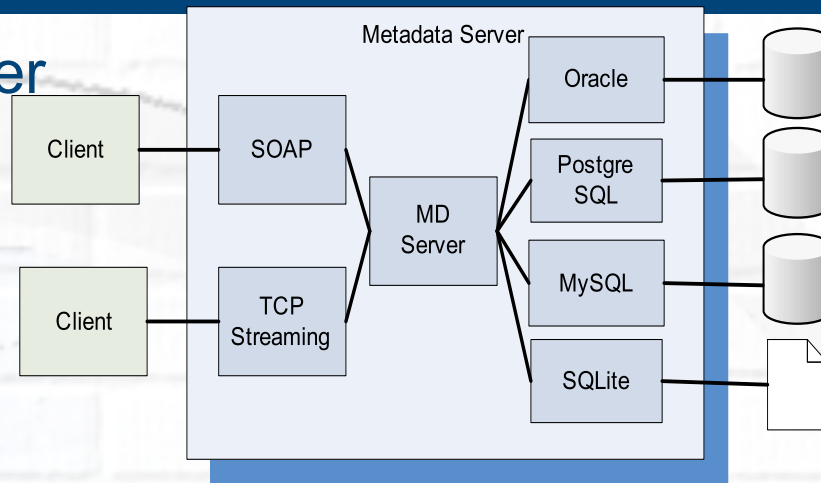 er
Metadata Server
Oracle
Client
SOAP
Postgre
SQL
MD
Server
MySQL
Client
TCP
Streaming
SQLite